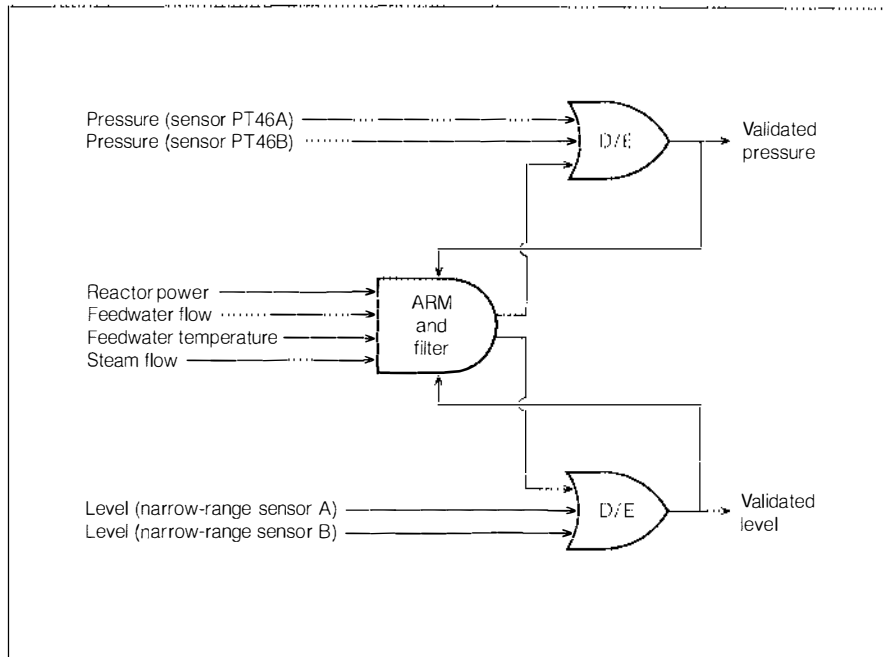 Pressure (sensor PT46A)
Pressure (sensor PT46B)
D/E
Validated
pressure
Reactor power
Feedwater flow
Feedwater temperature
Steam flow
ARM
and
filter
Level (narrow-range sensor A)
Level (narrow-range sensor B)
D/E
Validated
level